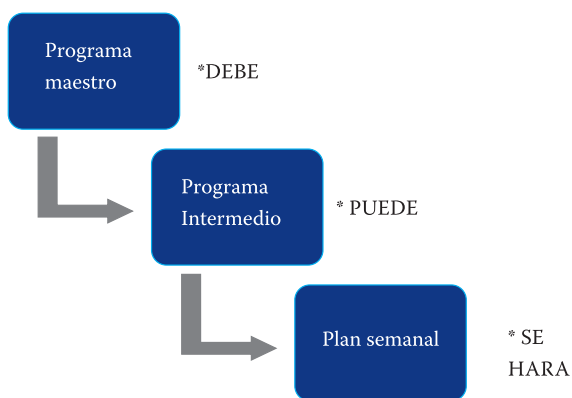 Programa
maestro
*DEBE
Programa
Intermedio
* PUEDE
Plan semanal
* SE
HARA